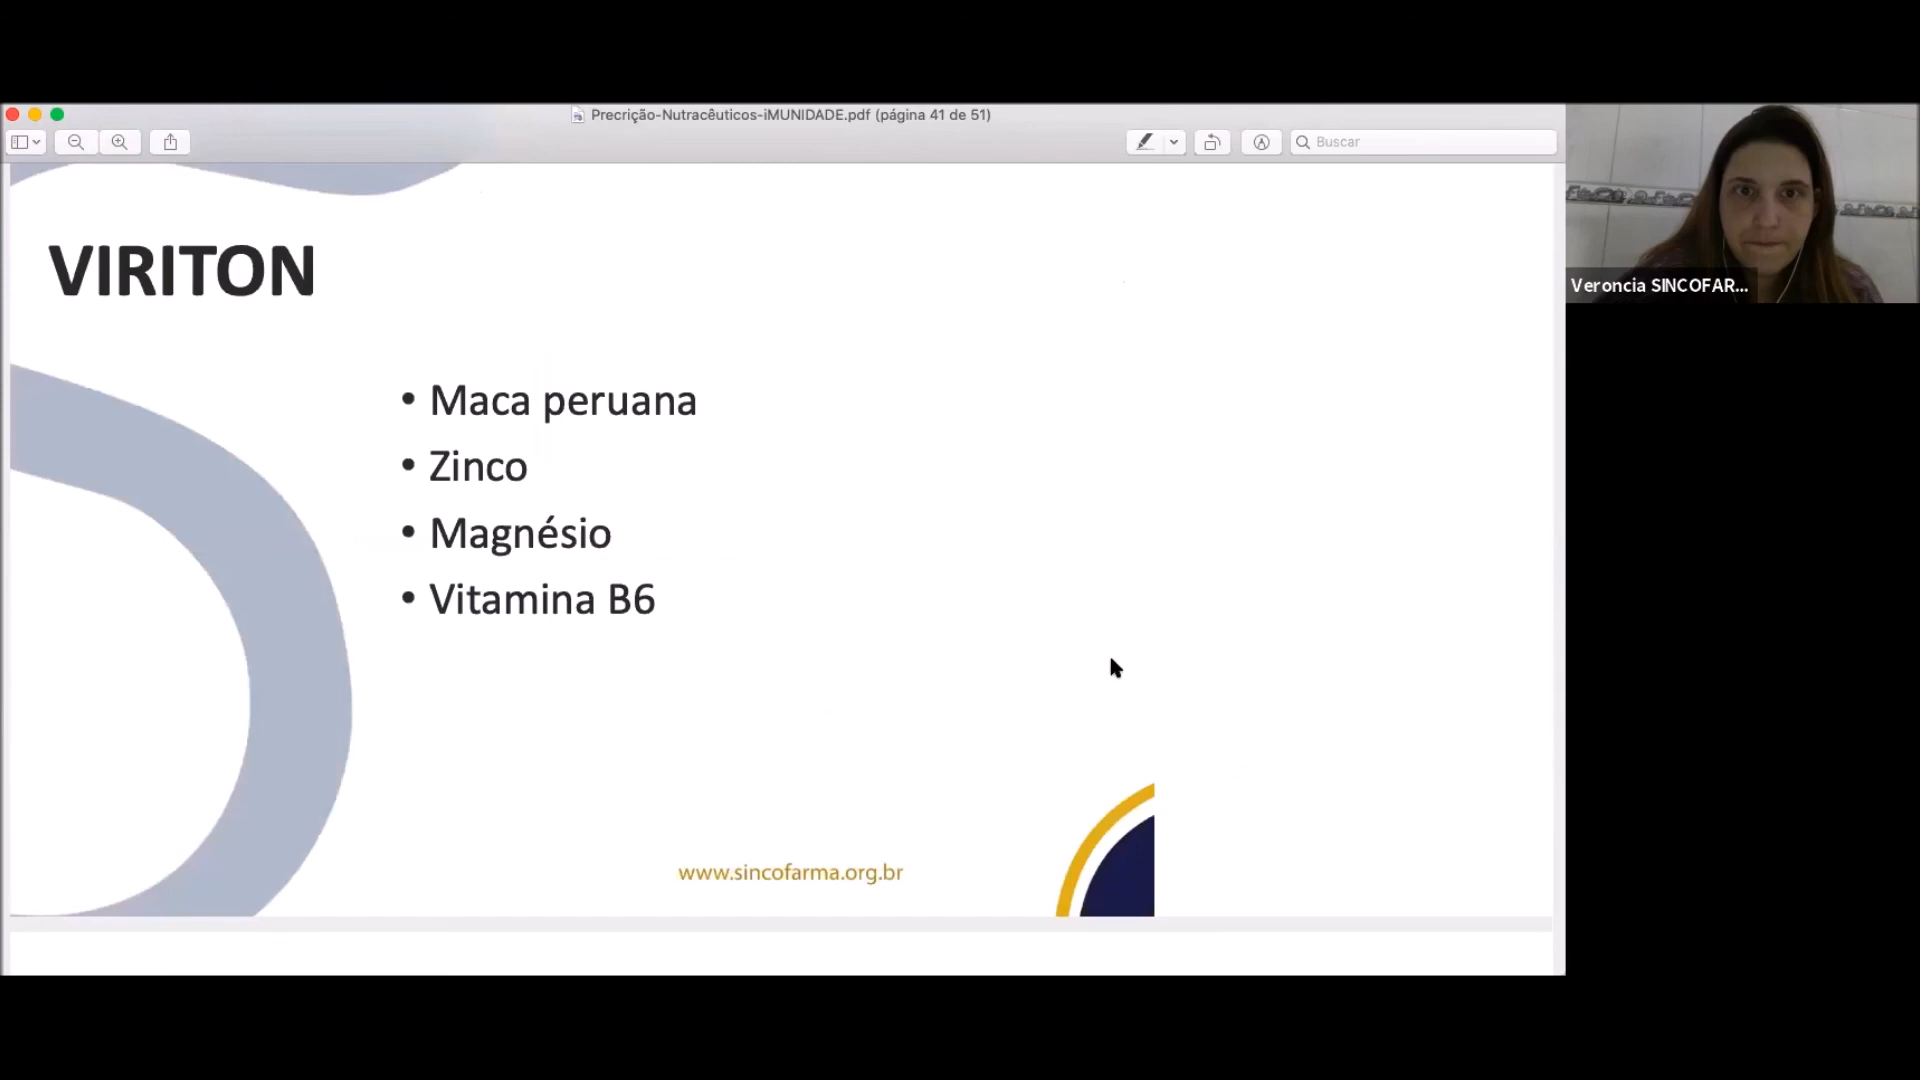 Precrição-Nutracêuticos-iMUNIDADE.pdf (página 41 de 51)
Buscar
VIRITON
• Maca peruana
• Zinco
• Magnésio
• Vitamina B6
www.sincofarma.org.br
Veroncia SINCOFAR...